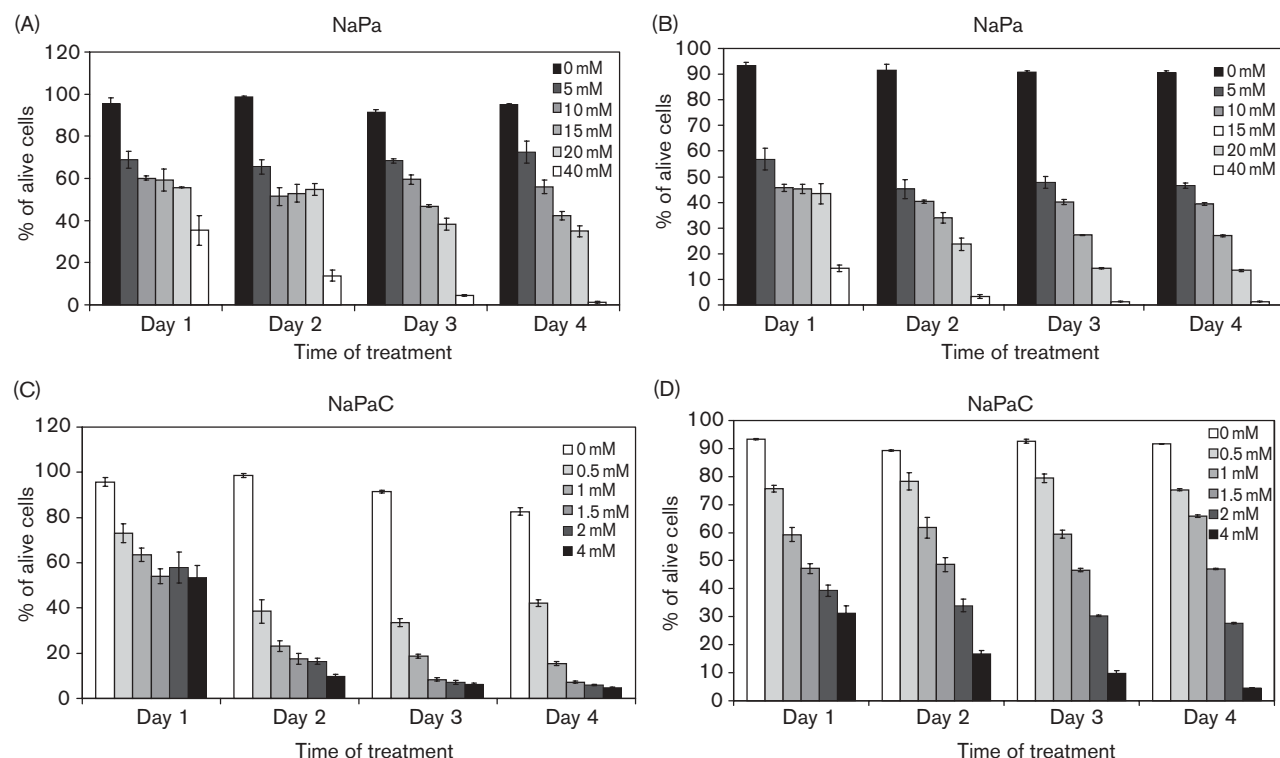 (A)
NaPa
% of alive cells
120
100
80
60
40
20
0
0 mM
5 mM
10 mM
15 mM
20 mM
40 mM
Day 1 Day 2 Day 3 Day 4
Time of treatment
(B)
NaPa
% of alive cells
100
90
80
70
60
50
40
30
20
10
0
0 mM
5 mM
10 mM
15 mM
20 mM
40 mM
Day 1 Day 2 Day 3 Day 4
Time of treatment
(C)
NaPaC
% of alive cells
120
100
80
60
40
20
0
0 mM
0.5 mM
1 mM
1.5 mM
2 mM
4 mM
Day 1 Day 2 Day 3 Day 4
Time of treatment
(D)
NaPaC
% of alive cells
100
90
80
70
60
50
40
30
20
10
0
0 mM
0.5 mM
1 mM
1.5 mM
2 mM
4 mM
Day 1 Day 2 Day 3 Day 4
Time of treatment